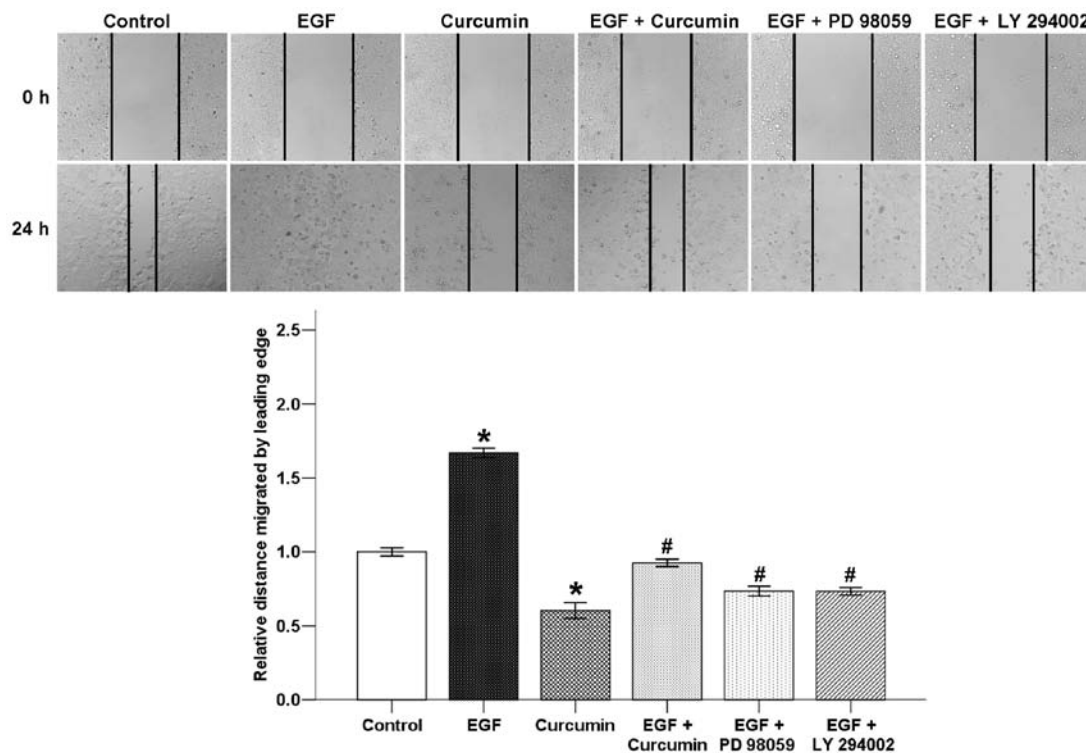 Control EGF Curcumin EGF + Curcumin EGF + PD 98059 EGF + LY 294002
0 h
24 h
Relative distance migrated by leading edge
2.5
2.0
*
1.5
1.0
#
# #
*
0.5
0.0
Control EGF Curcumin EGF + EGF + EGF +
Curcumin PD 98059 LY 294002